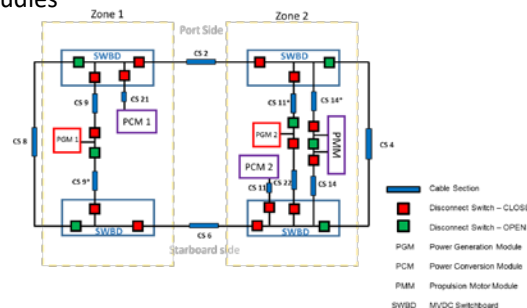 udies
Zone 1
Zone 2
Port Side
SWBD
CS 2
SWBD
CS 9
CS 21
CS 11*
CS 14*
PCM 1
CS 8
PGM 1
PGM 2
PMM
CS 4
PCM 2
CS 9*
CS 11
CS 22
CS 14
SWBD
CS 6
SWBD
Starboard side
Cable Section
Disconnect Switch – CLOSE
Disconnect Switch – OPEN
PGM Power Generation Module
PCM Power Conversion Module
PMM Propulsion Motor Module
SWBD MVDC Switchboard